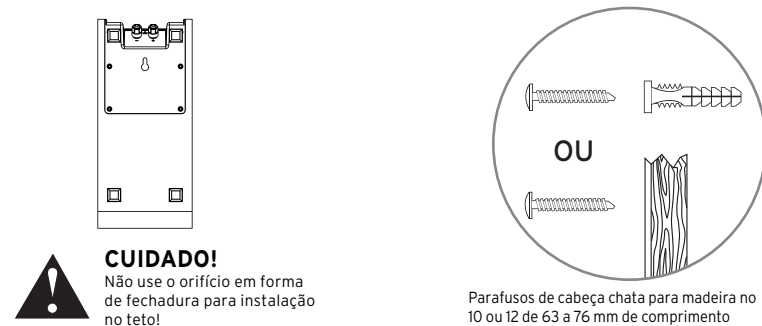 - +
OU
CUIDADO!
Não use o orifício em forma
de fechadura para instalação
no teto!
Parafusos de cabeça chata para madeira no
10 ou 12 de 63 a 76 mm de comprimento